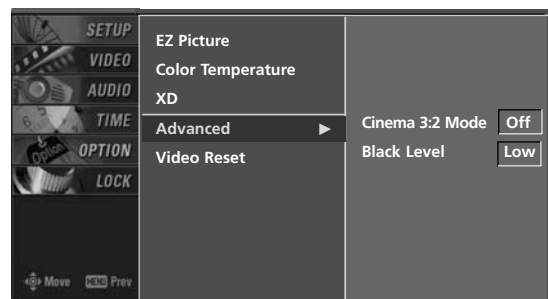 SETUP
VIDEO
AUDIO
TIME
OPTION
LOCK
Move MENU Prev
EZ Picture
Color Temperature
XD
Advanced ▶
Video Reset
Cinema 3:2 Mode Off
Black Level Low